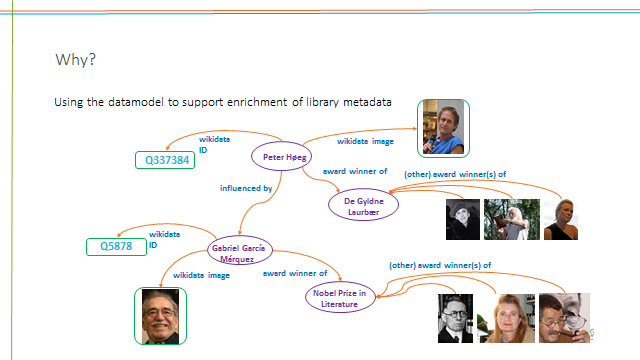 Why?
Using the datamodel to support enrichment of library metadata
wikidata
ID
Q337384
Peter Høeg
wikidata image
award winner of
(other) award winner(s) of
influenced by
De Gyldne
Laurbær
wikidata
ID
Q5878
Gabriel García
Márquez
wikidata image
award winner of
(other) award winner(s) of
Nobel Prize in
Literature